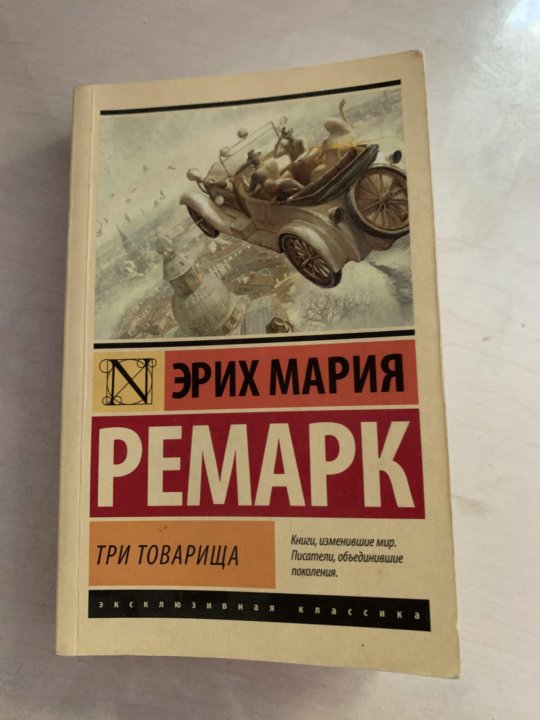 N
ЭРИХ МАРИЯ
РЕМАРК
ТРИ ТОВАРИЩА
Книги, изменившие мир.
Писатели, объединившие
поколения.
эксклюзивная классика